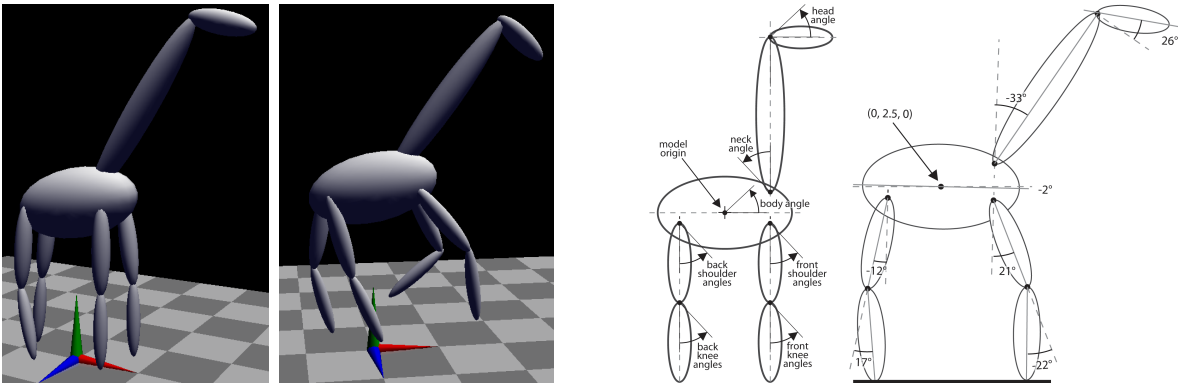 head
angle
neck
angle
model
origin
body angle
back
shoulder
angles
front
shoulder
angles
back
knee
angles
front
knee
angles
26°
-33°
(0, 2.5, 0)
-2°
-12°
21°
17°
-22°